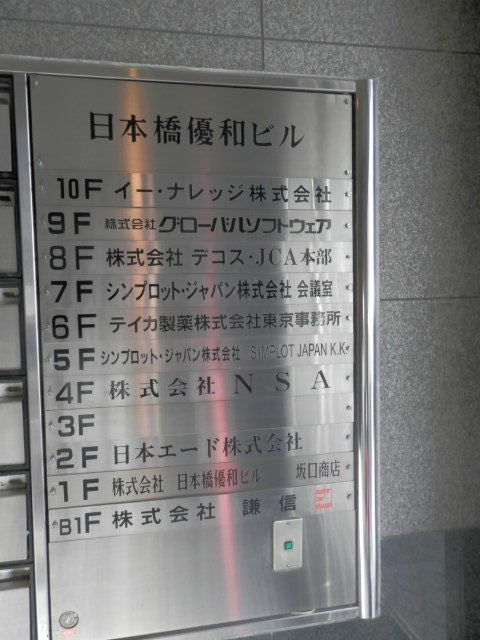 日本橋優和ビル
10F イー・ナレッジ株式会社
9F 株式会社 グローバルソフトウェア
8F 株式会社 デコス・JCA本部
7F シンプロット・ジャパン株式会社 会議室
6F テイカ製薬株式会社東京事務所
5F シンプロット・ジャパン株式会社 SIMPLOT JAPAN K.K.
4F 株式会社 NSA
3F
2F 日本エード株式会社
1F 株式会社 日本橋優和ビル 坂口商店
B1F 株式会社 謙信 ART OF WAR